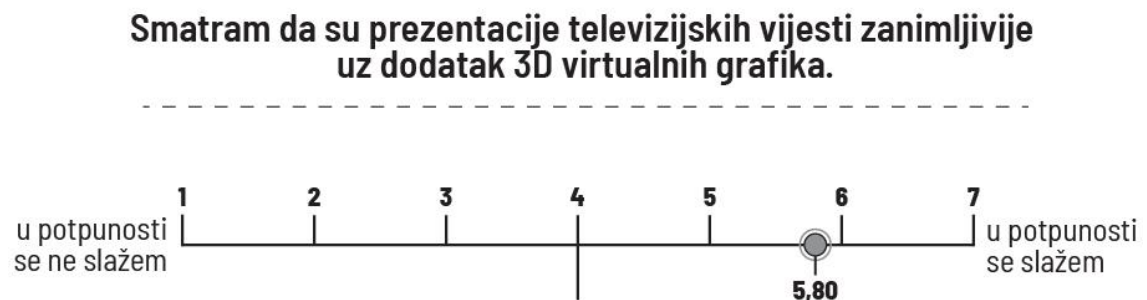 Smatram da su prezentacije televizijskih vijesti zanimljivije
uz dodatak 3D virtualnih grafika.
1 2 3 4 5 6 7
u potpunosti
se ne slažem
u potpunosti
se slažem
5,80